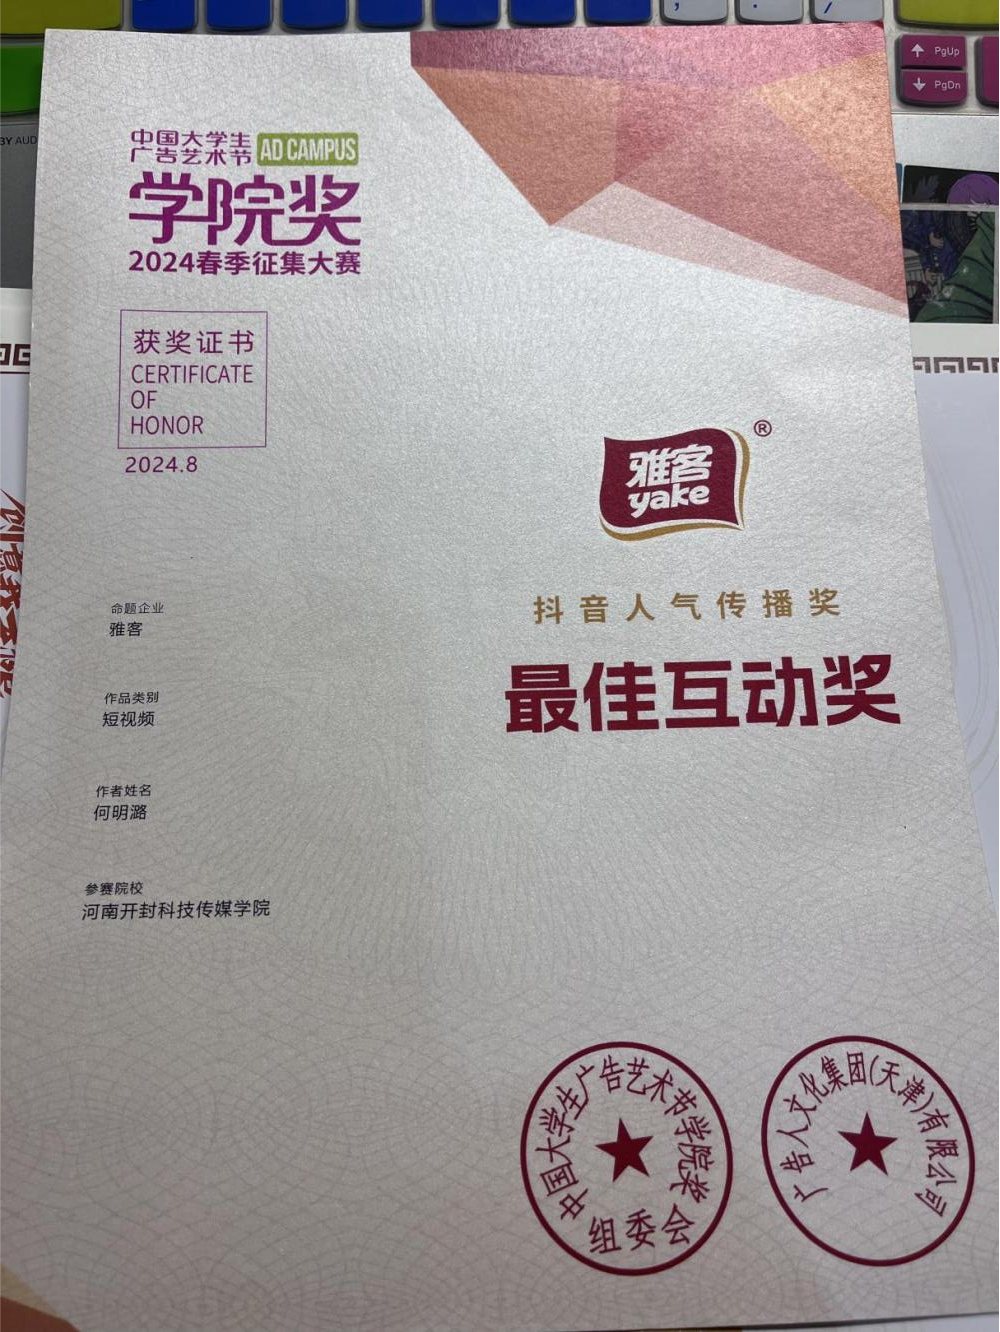 PgUp
PgDn
BY AUD
中国大学生
广告艺术节
AD CAMPUS
学院奖
2024春季征集大赛
获奖证书
CERTIFICATE
OF
HONOR
2024.8
雅客
yake
®
命题企业
雅客
抖音人气传播奖
最佳互动奖
作品类别
短视频
作者姓名
何明潞
参赛院校
河南开封科技传媒学院
中国大学生广告艺术节学院奖
组委会
广告人文化集团(天津)有限公司